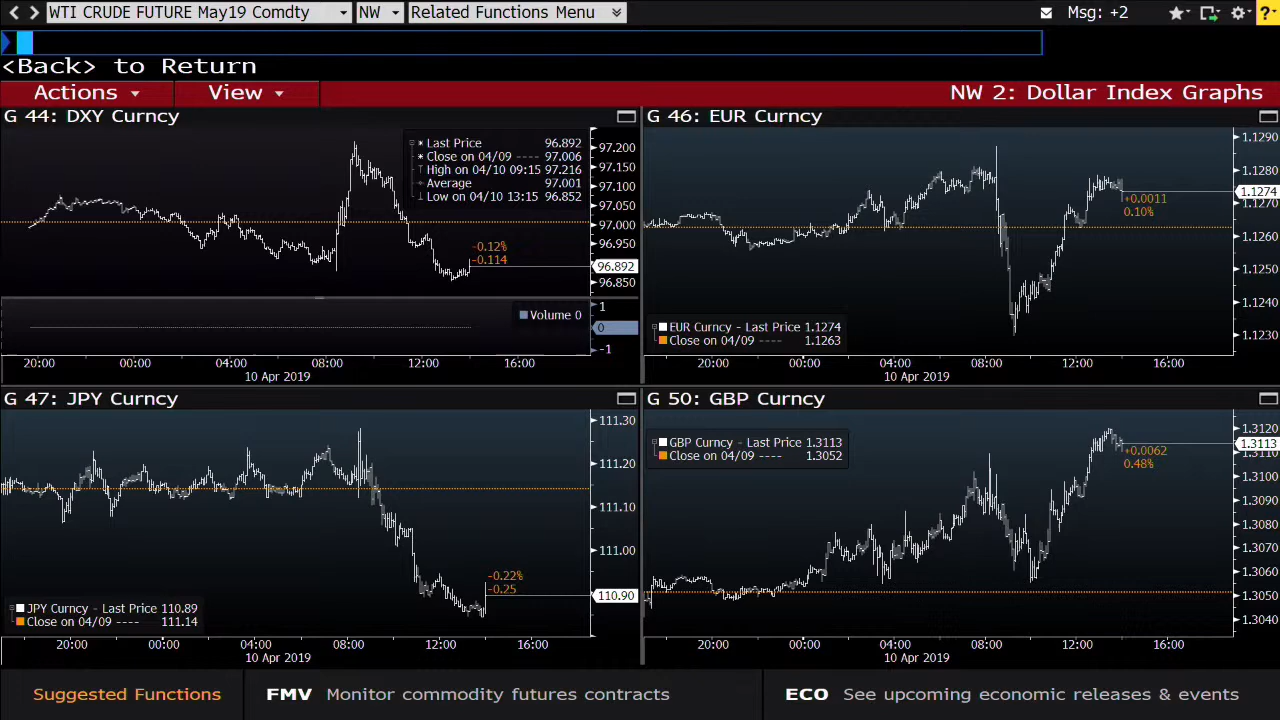 WTI CRUDE FUTURE May19 Comdty NW Related Functions Menu Msg: +2 ?
<Back> to Return
Actions View NW 2: Dollar Index Graphs
G 44: DXY Curncy
Last Price 96.892
Close on 04/09 ---- 97.006
High on 04/10 09:15 97.216
Average 97.001
Low on 04/10 13:15 96.852
97.200
97.150
97.100
97.050
97.000
96.950
96.892
96.850
-0.12%
-0.114
Volume 0
1
0
-1
20:00 00:00 04:00 08:00 12:00 16:00
10 Apr 2019
G 46: EUR Curncy
1.1290
1.1280
1.1274
1.1270
1.1260
1.1250
1.1240
1.1230
+0.0011
0.10%
EUR Curncy - Last Price 1.1274
Close on 04/09 ---- 1.1263
20:00 00:00 04:00 08:00 12:00 16:00
10 Apr 2019
G 47: JPY Curncy
111.30
111.20
111.10
111.00
110.90
-0.22%
-0.25
JPY Curncy - Last Price 110.89
Close on 04/09 ---- 111.14
20:00 00:00 04:00 08:00 12:00 16:00
10 Apr 2019
G 50: GBP Curncy
GBP Curncy - Last Price 1.3113
Close on 04/09 ---- 1.3052
1.3120
1.3113
1.3110
1.3100
1.3090
1.3080
1.3070
1.3060
1.3050
1.3040
+0.0062
0.48%
20:00 00:00 04:00 08:00 12:00 16:00
10 Apr 2019
Suggested Functions FMV Monitor commodity futures contracts ECO See upcoming economic releases & events